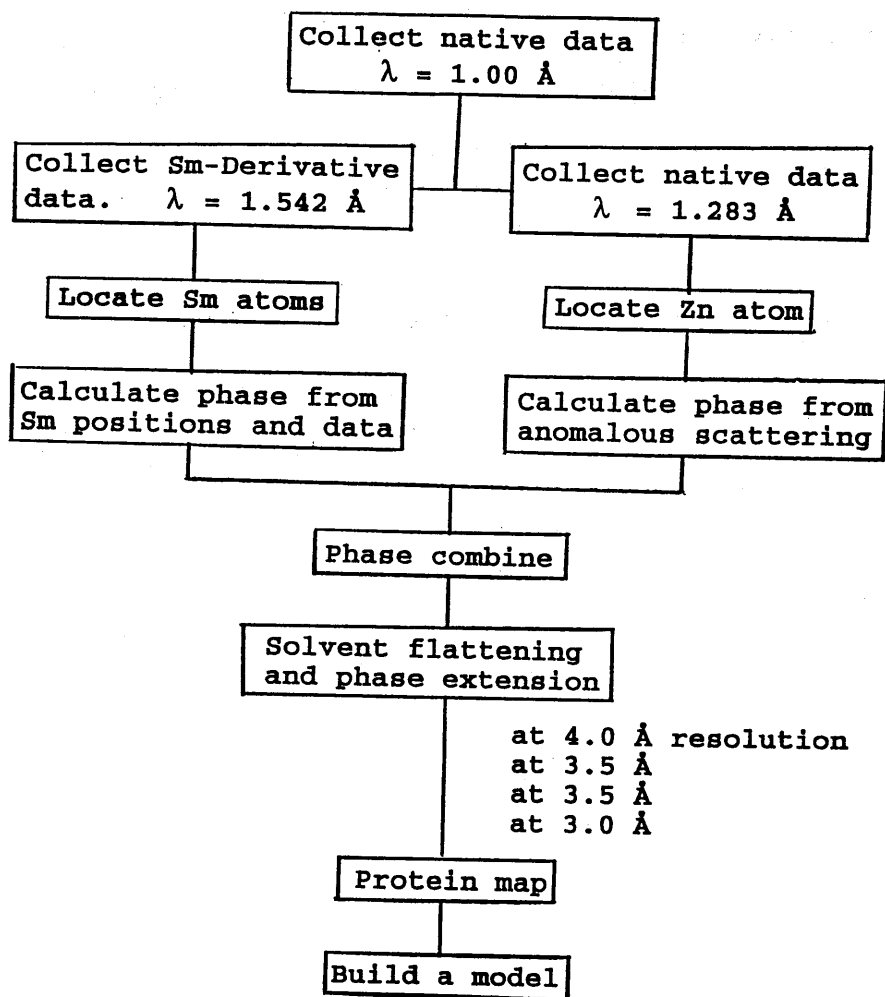 Collect native data
λ = 1.00 Å
Collect Sm-Derivative
data. λ = 1.542 Å
Collect native data
λ = 1.283 Å
Locate Sm atoms
Locate Zn atom
Calculate phase from
Sm positions and data
Calculate phase from
anomalous scattering
Phase combine
Solvent flattening
and phase extension
at 4.0 Å resolution
at 3.5 Å
at 3.5 Å
at 3.0 Å
Protein map
Build a model